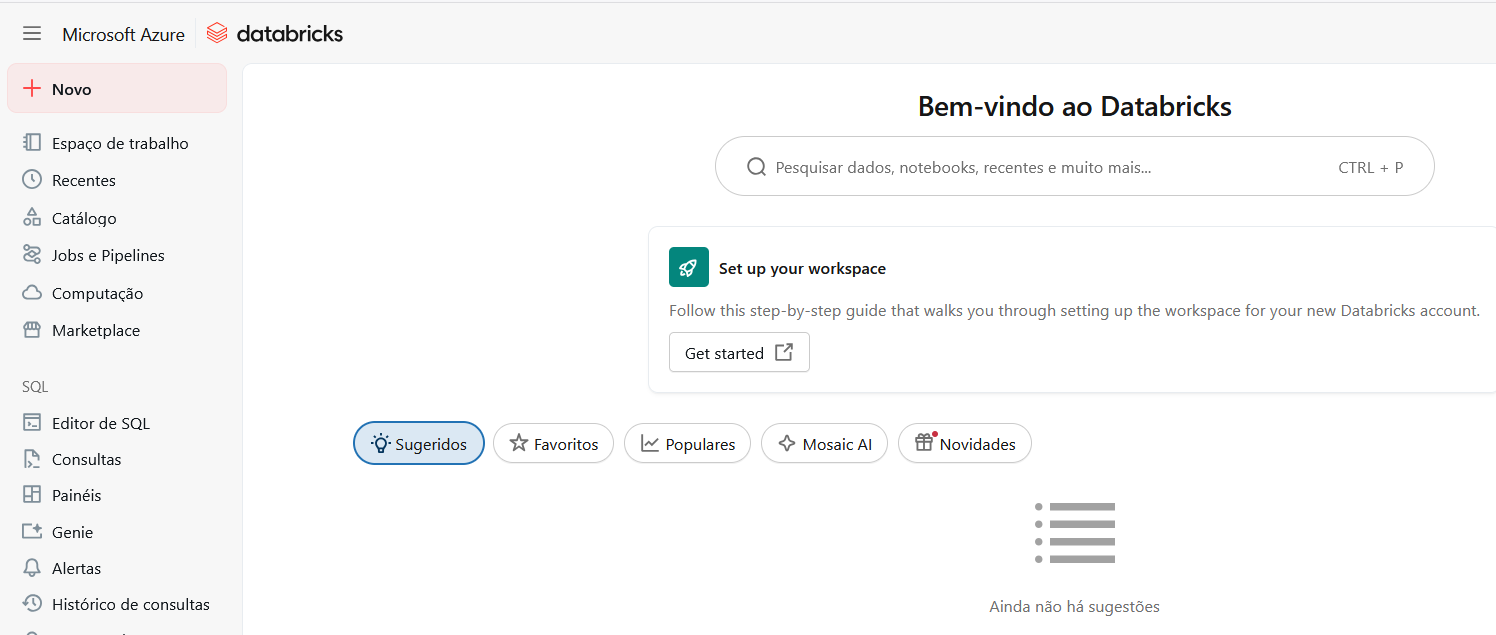 Microsoft Azure databricks
Novo
Espaço de trabalho
Recentes
Catálogo
Jobs e Pipelines
Computação
Marketplace
SQL
Editor de SQL
Consultas
Painéis
Genie
Alertas
Histórico de consultas
Bem-vindo ao Databricks
Pesquisar dados, notebooks, recentes e muito mais... CTRL + P
Set up your workspace
Follow this step-by-step guide that walks you through setting up the workspace for your new Databricks account.
Get started
Sugeridos Favoritos Populares Mosaic AI Novidades
Ainda não há sugestões